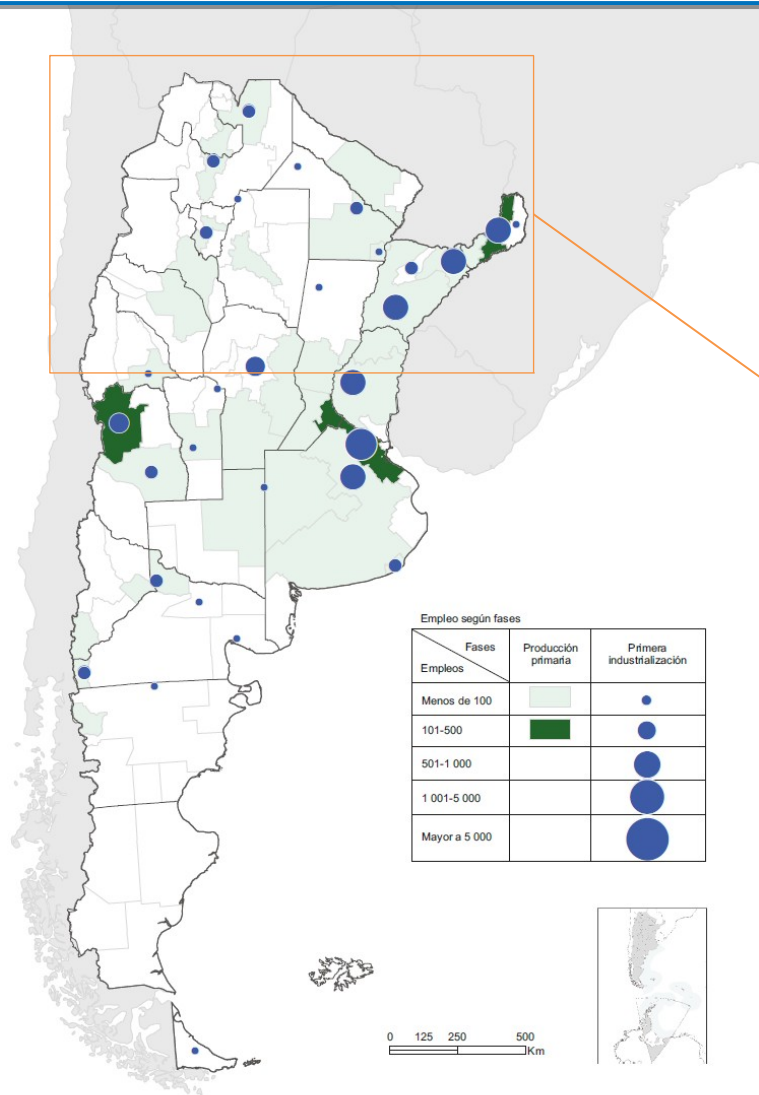 Empleo según fases
Fases
Empleos
Producción
primaria
Primera
industrialización
Menos de 100
101-500
501-1 000
1 001-5 000
Mayor a 5 000
0 125 250 500
Km